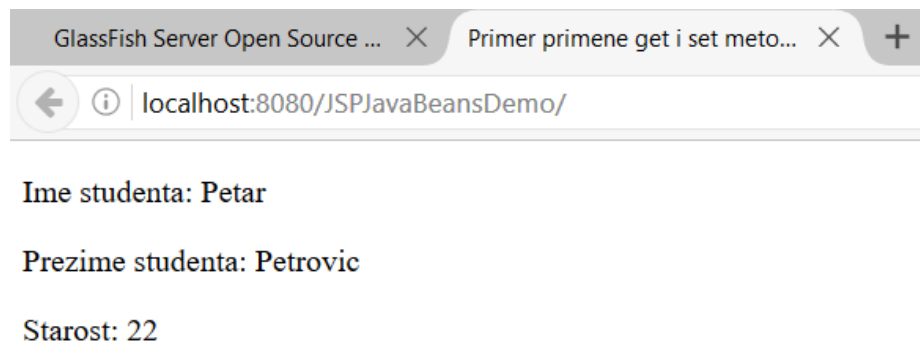 GlassFish Server Open Source ... Primer primene get i set meto...
localhost:8080/JSPJavaBeansDemo/
Ime studenta: Petar
Prezime studenta: Petrovic
Starost: 22